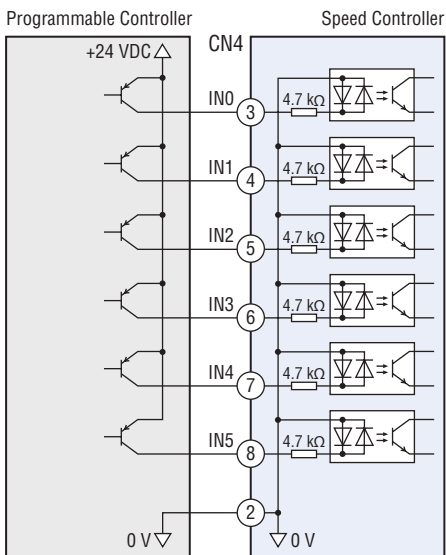 Programmable Controller Speed Controller
+24 VDC CN4
IN0 3 4.7 kΩ
IN1 4 4.7 kΩ
IN2 5 4.7 kΩ
IN3 6 4.7 kΩ
IN4 7 4.7 kΩ
IN5 8 4.7 kΩ
2
0 V 0 V